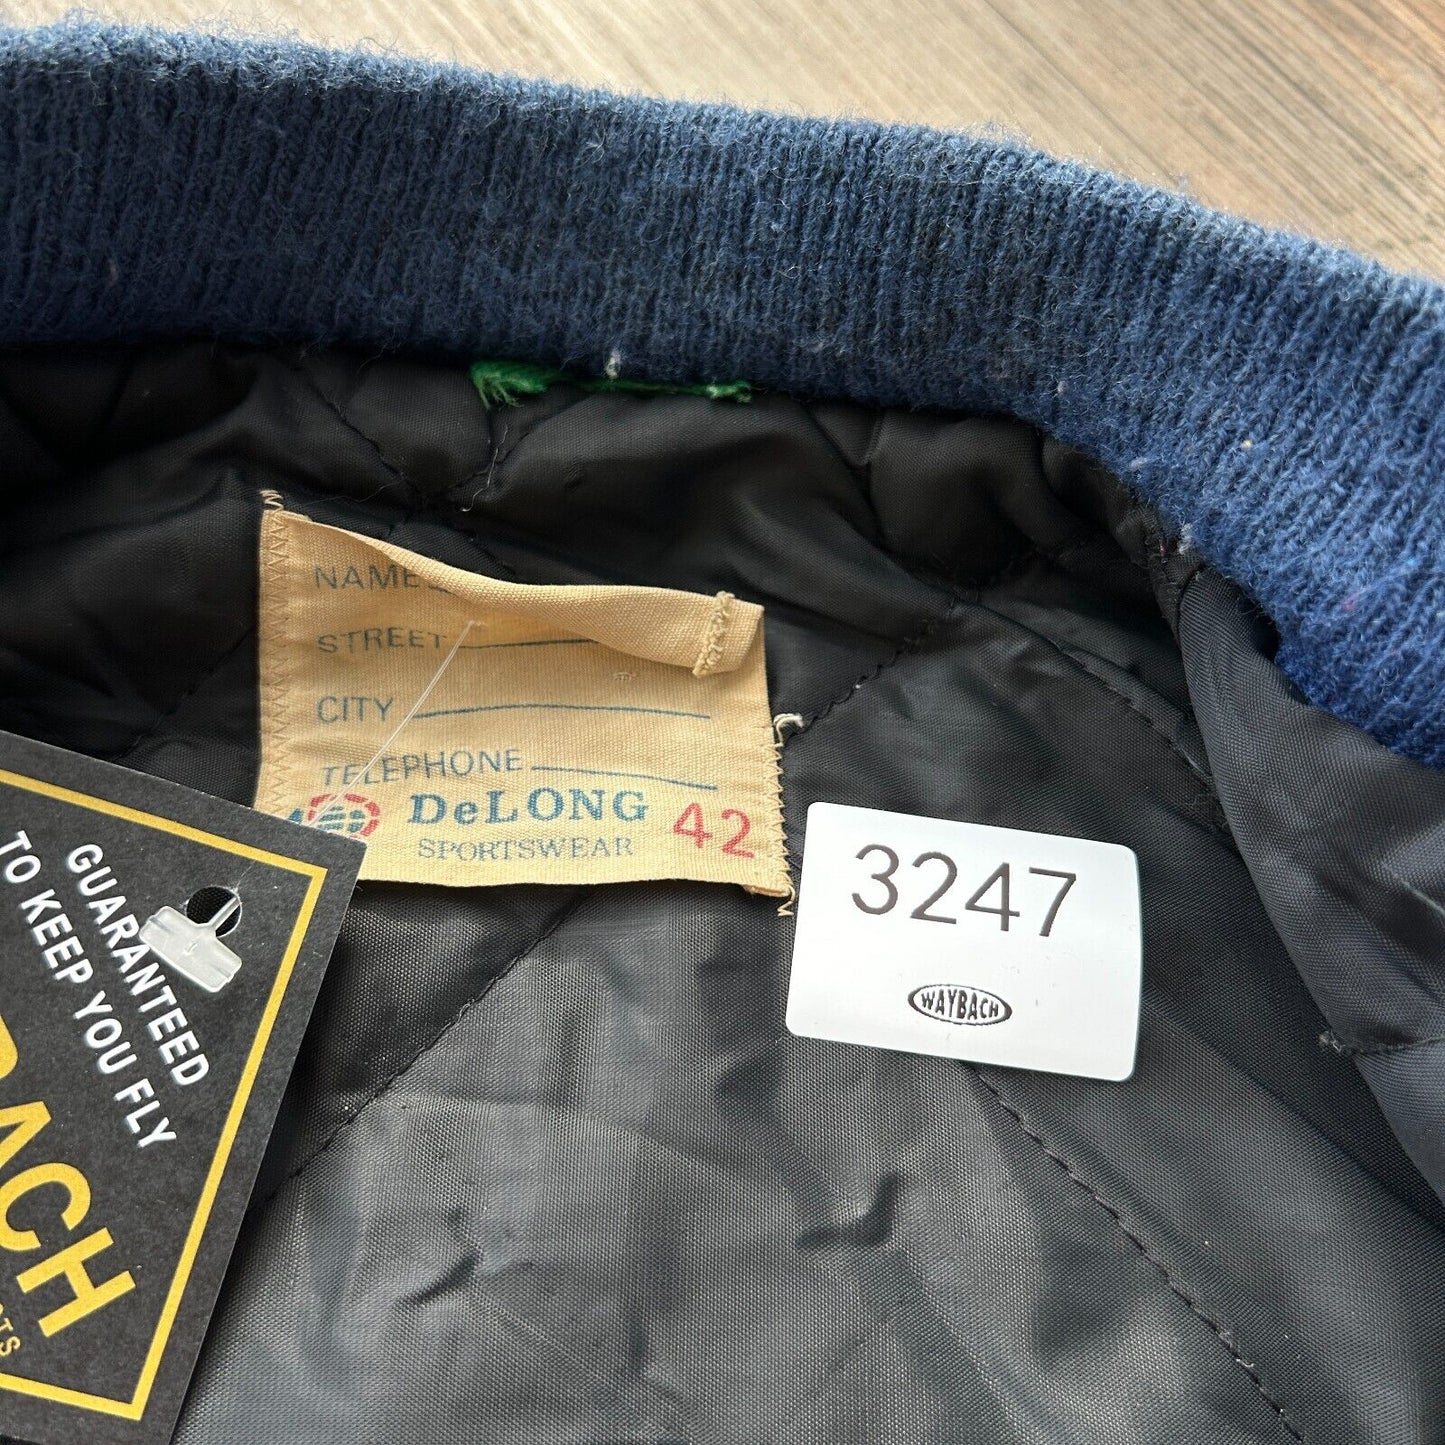 NAME
STREET
CITY
TELEPHONE
DeLONG
SPORTSWEAR
42
3247
WAYBACH
GUARANTEED
TO KEEP YOU FLY
ACH